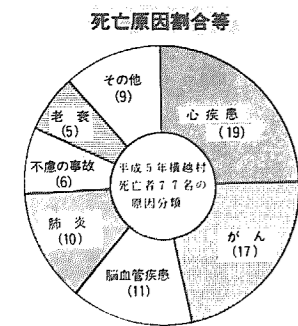 死亡原因割合等
心疾患
(19)
がん
(17)
脳血管疾患
(11)
肺炎
(10)
不慮の事故
(6)
老衰
(5)
その他
(9)
平成5年横越村
死亡者77名の
原因分類